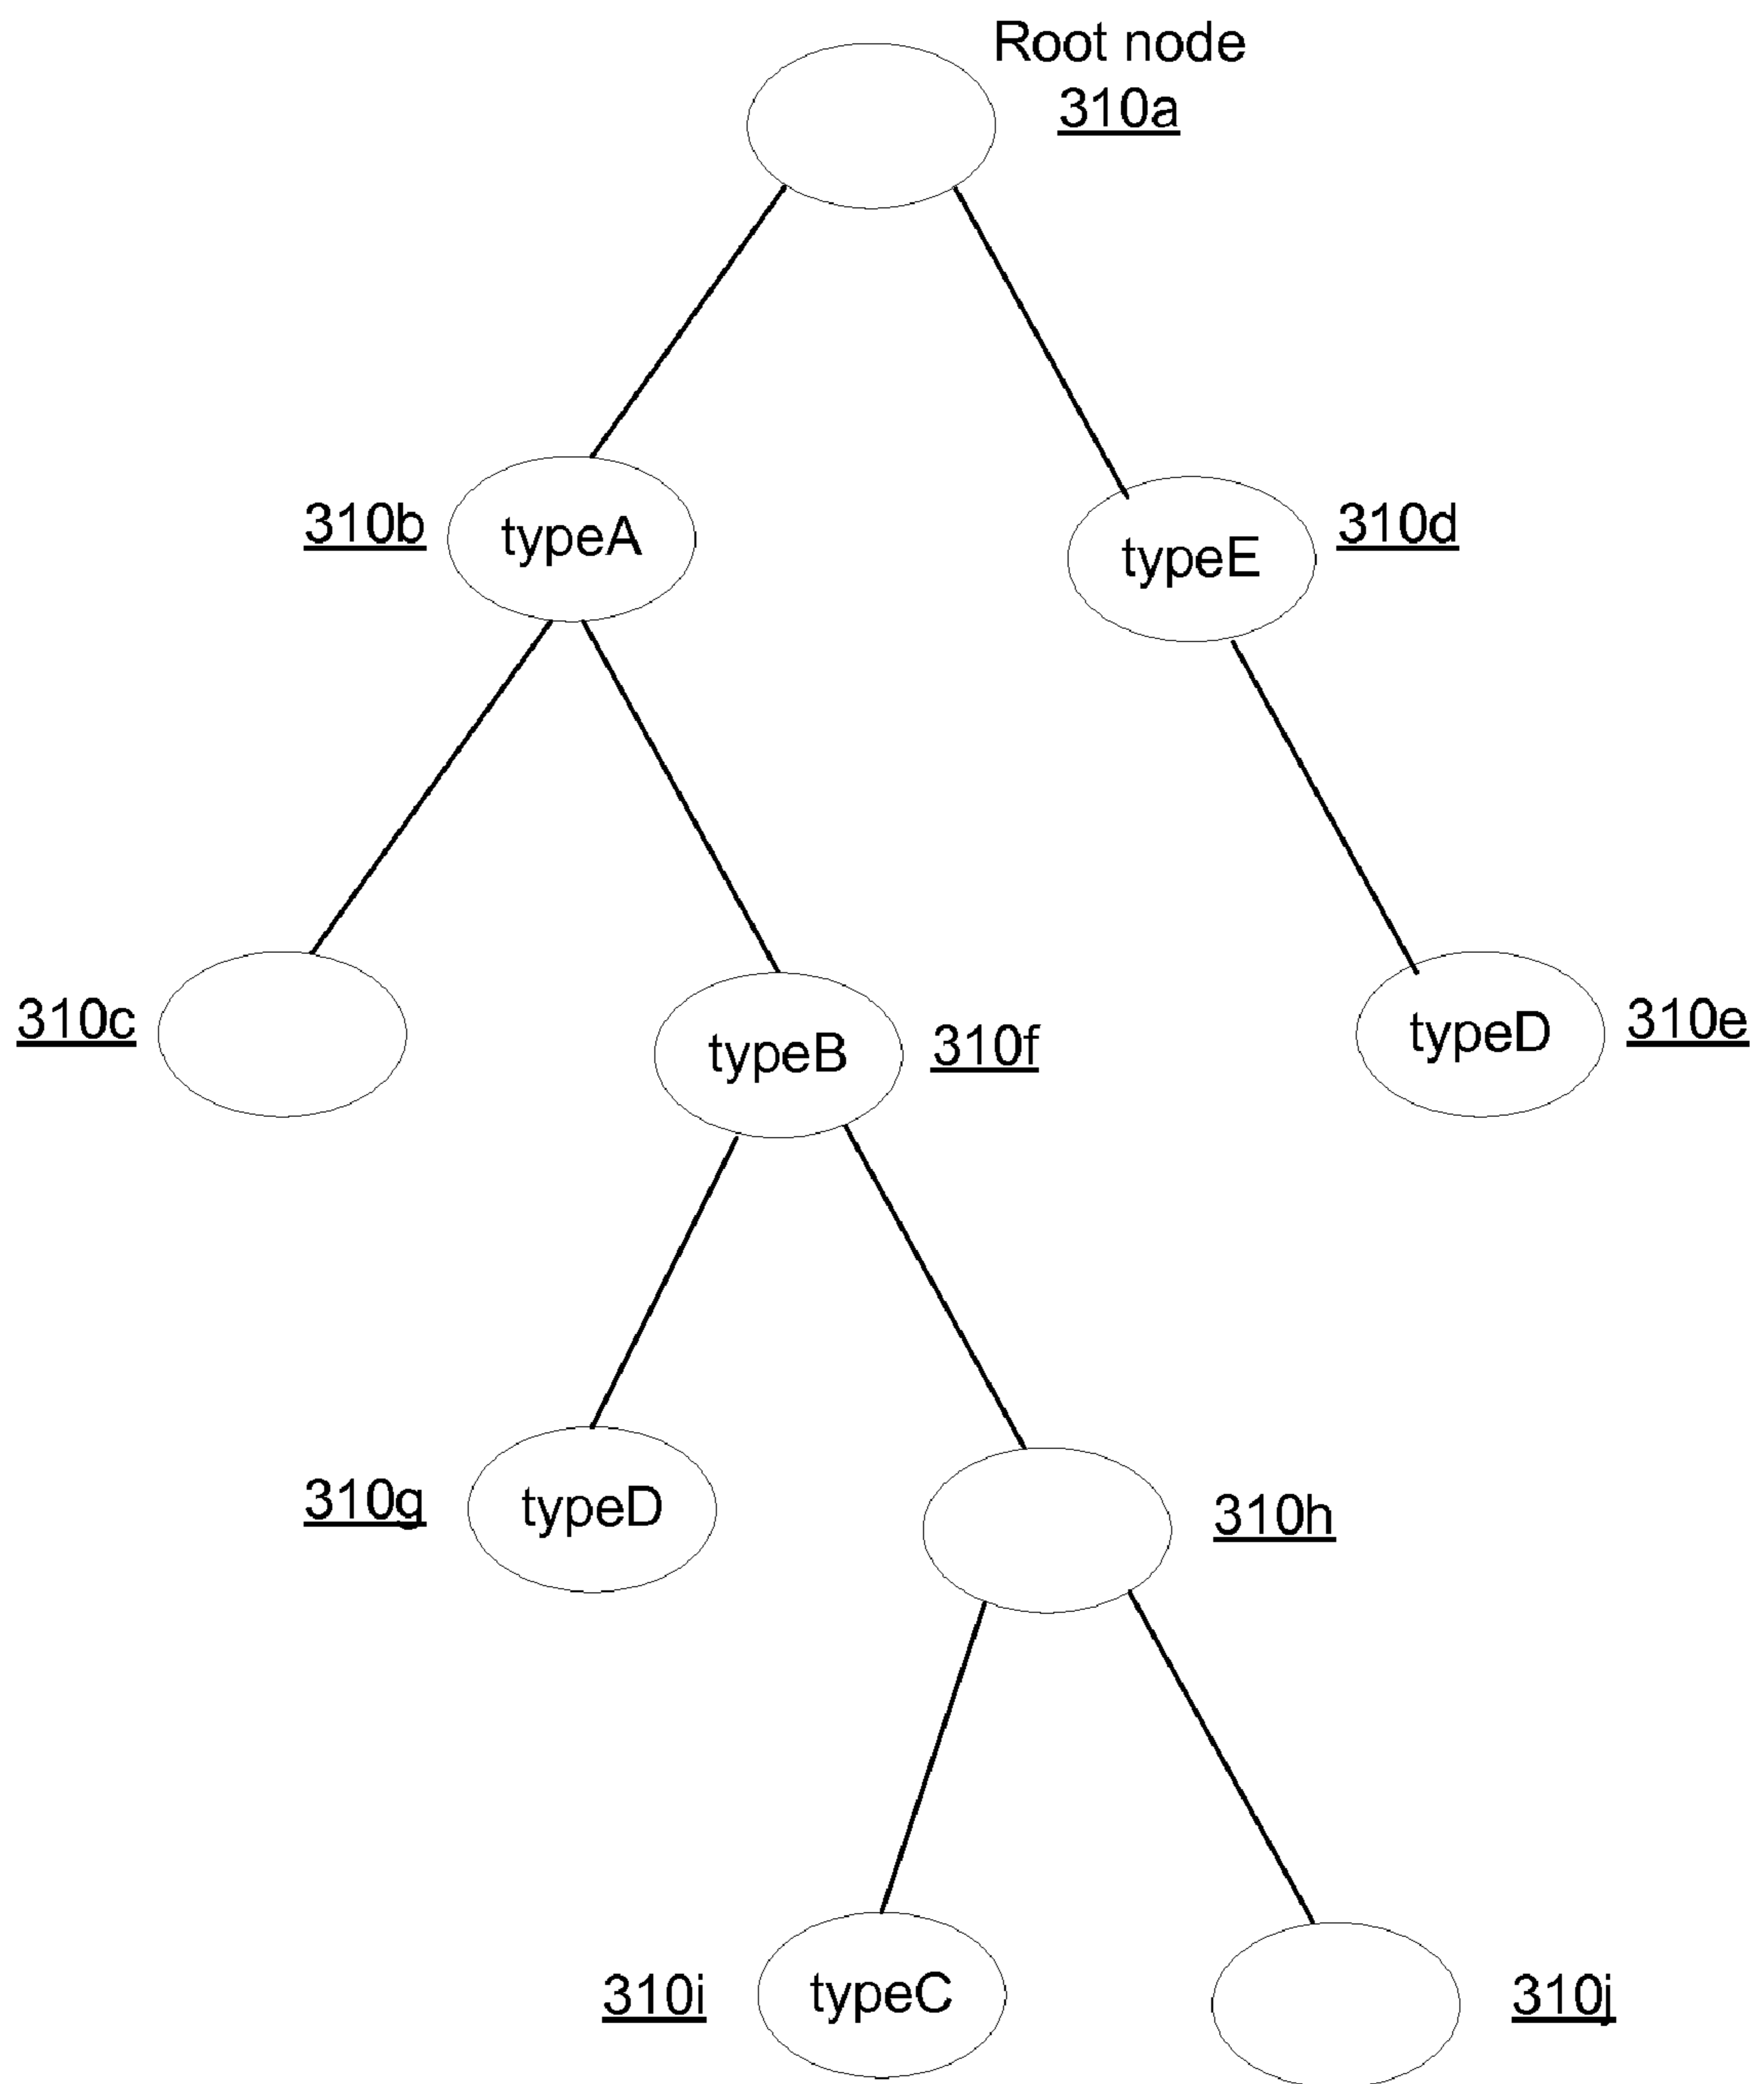 Root node
310a
310b
typeA
typeE
310d
310c
typeB
310f
typeD
310e
310g
typeD
310h
310i
typeC
310j